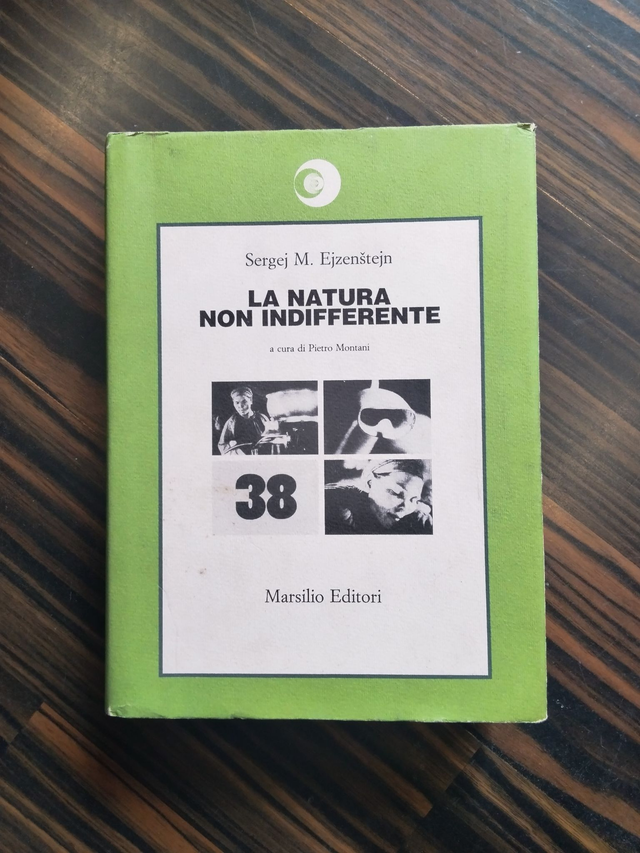 Sergej M. Ejzenštejn
LA NATURA
NON INDIFFERENTE
a cura di Pietro Montani
38
Marsilio Editori